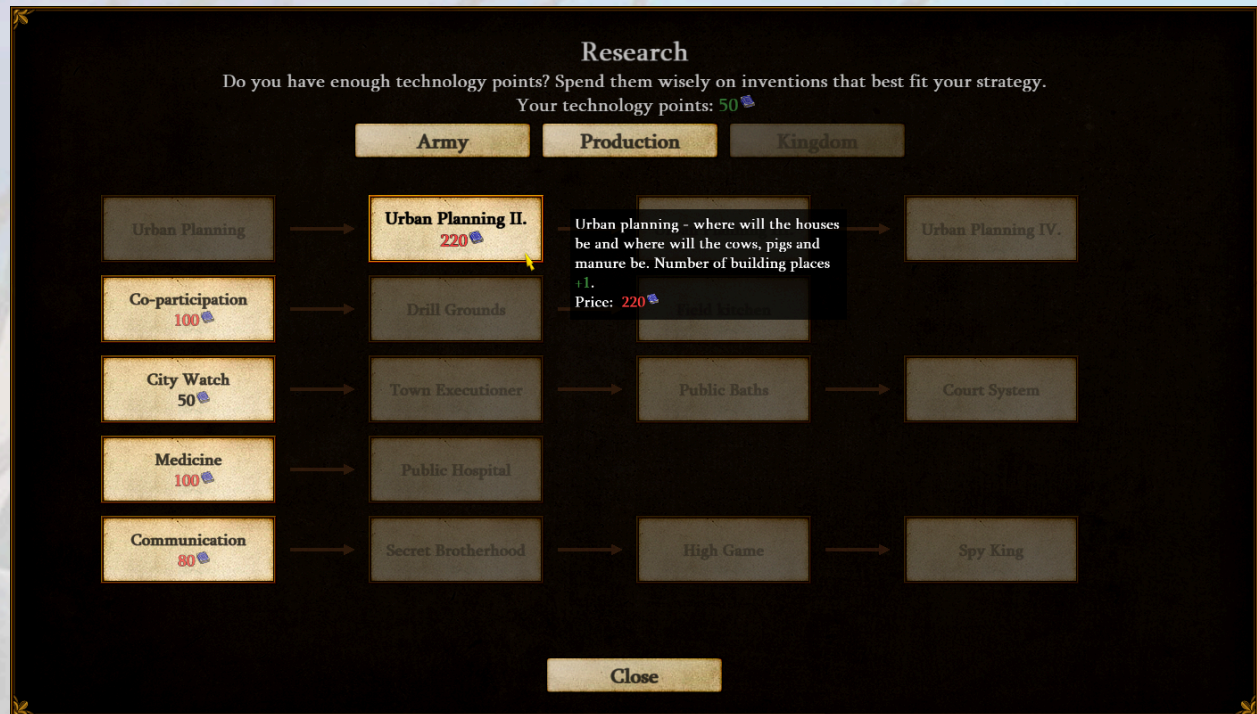 Research
Do you have enough technology points? Spend them wisely on inventions that best fit your strategy.
Your technology points: 50
Army
Production
Kingdom
Urban Planning
Urban Planning II.
220
Urban Planning IV.
Urban planning - where will the houses
be and where will the cows, pigs and
manure be. Number of building places
+1.
Price: 220
Co-participation
100
Drill Grounds
Field kitchen
City Watch
50
Town Executioner
Public Baths
Court System
Medicine
100
Public Hospital
Communication
80
Secret Brotherhood
High Game
Spy King
Close